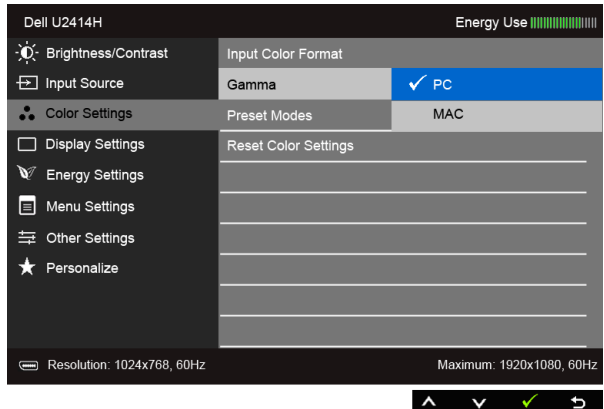 Dell U2414H
Energy Use
Brightness/Contrast
Input Source
Color Settings
Display Settings
Energy Settings
Menu Settings
Other Settings
Personalize
Input Color Format
Gamma
Preset Modes
Reset Color Settings
PC
MAC
Resolution: 1024x768, 60Hz
Maximum: 1920x1080, 60Hz